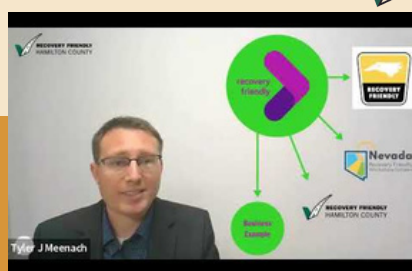 RECOVERY FRIENDLY
HAMILTON COUNTY
recovery
friendly
RECOVERY
FRIENDLY
Nevada
RECOVERY FRIENDLY
HAMILTON COUNTY
Business
Example
Tyler J Meenach